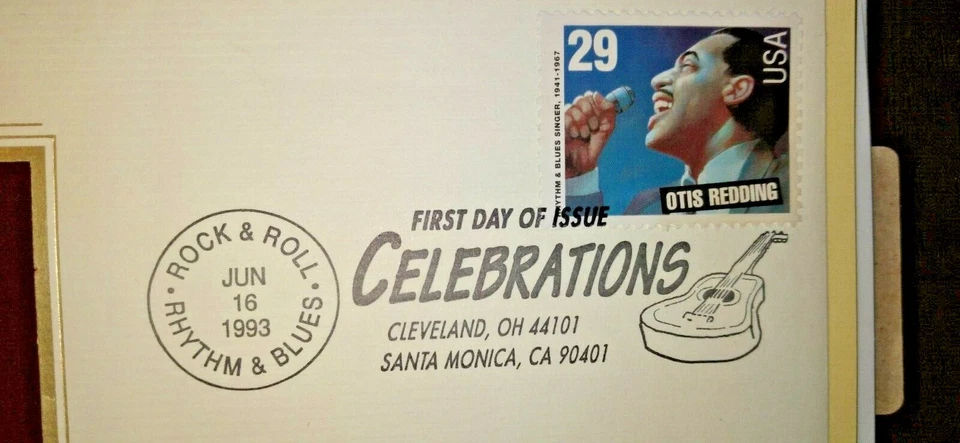 29
USA
RHYTHM & BLUES SINGER, 1941-1967
OTIS REDDING
FIRST DAY OF ISSUE
CELEBRATIONS
CLEVELAND, OH 44101
SANTA MONICA, CA 90401
• ROCK & ROLL •
JUN
16
1993
RHYTHM & BLUES